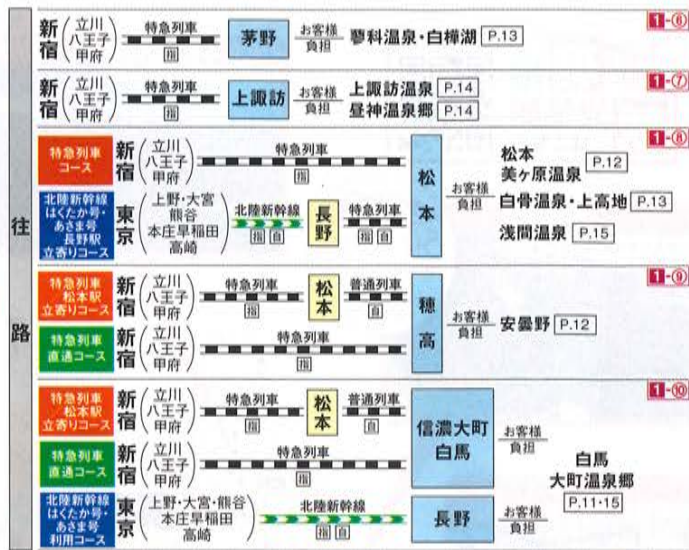 往路
1-⑥
新宿(立川 八王子 甲府) 特急列車 指 茅野 お客様負担 蓼科温泉・白樺湖 P.13
1-⑦
新宿(立川 八王子 甲府) 特急列車 指 上諏訪 お客様負担 上諏訪温泉 P.14
昼神温泉郷 P.14
1-⑧
特急列車コース 新宿(立川 八王子 甲府) 特急列車 指
北陸新幹線はくたか号・あさま号長野駅立寄りコース 東京(上野・大宮 熊谷 本庄早稲田 高崎) 北陸新幹線 指 自 長野 特急列車 指 自
松本 お客様負担
松本
美ヶ原温泉 P.12
白骨温泉・上高地 P.13
浅間温泉 P.15
1-⑨
特急列車松本駅立寄りコース 新宿(立川 八王子 甲府) 特急列車 指 松本 普通列車 自
特急列車直通コース 新宿(立川 八王子 甲府) 特急列車 指
穂高 お客様負担 安曇野 P.12
1-⑩
特急列車松本駅立寄りコース 新宿(立川 八王子 甲府) 特急列車 指 松本 普通列車 自
特急列車直通コース 新宿(立川 八王子 甲府) 特急列車 指
信濃大町
白馬
お客様負担
北陸新幹線はくたか号・あさま号利用コース 東京(上野・大宮・熊谷 本庄早稲田 高崎) 北陸新幹線 指 自 長野 お客様負担
白馬
大町温泉郷
P.11・15